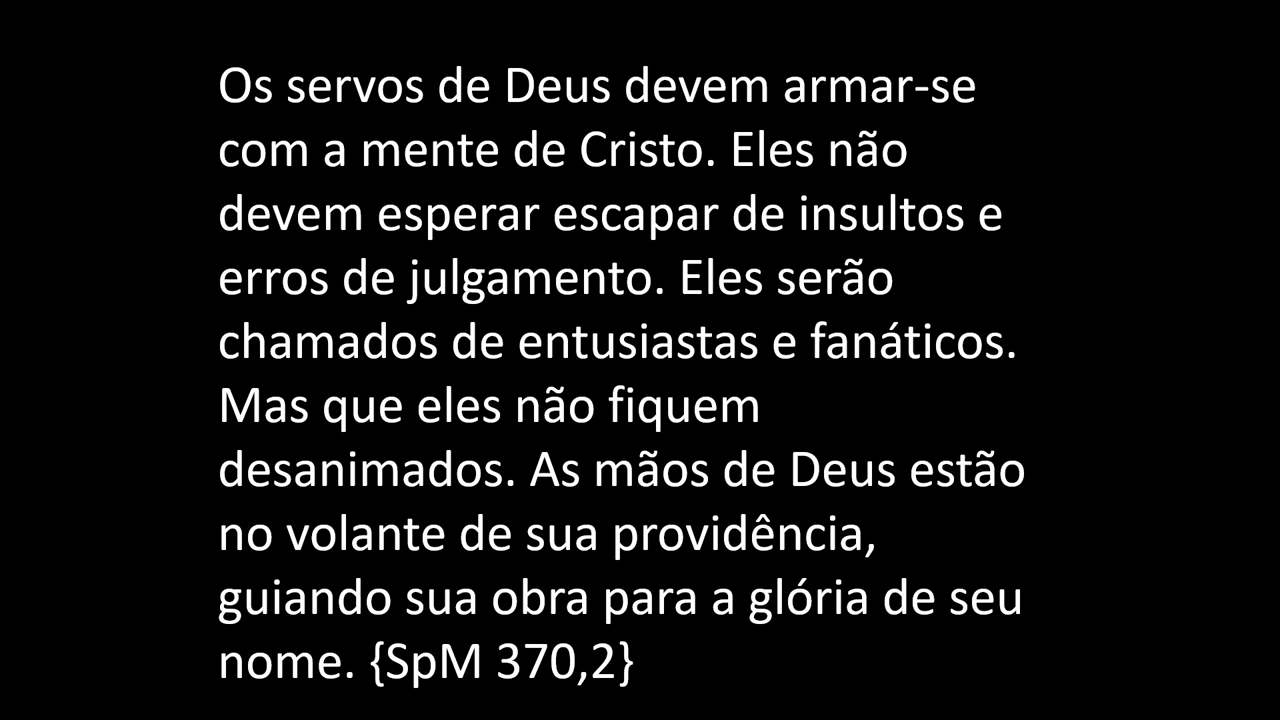 Os servos de Deus devem armar-se
com a mente de Cristo. Eles não
devem esperar escapar de insultos e
erros de julgamento. Eles serão
chamados de entusiastas e fanáticos.
Mas que eles não fiquem
desanimados. As mãos de Deus estão
no volante de sua providência,
guiando sua obra para a glória de seu
nome. {SpM 370,2}